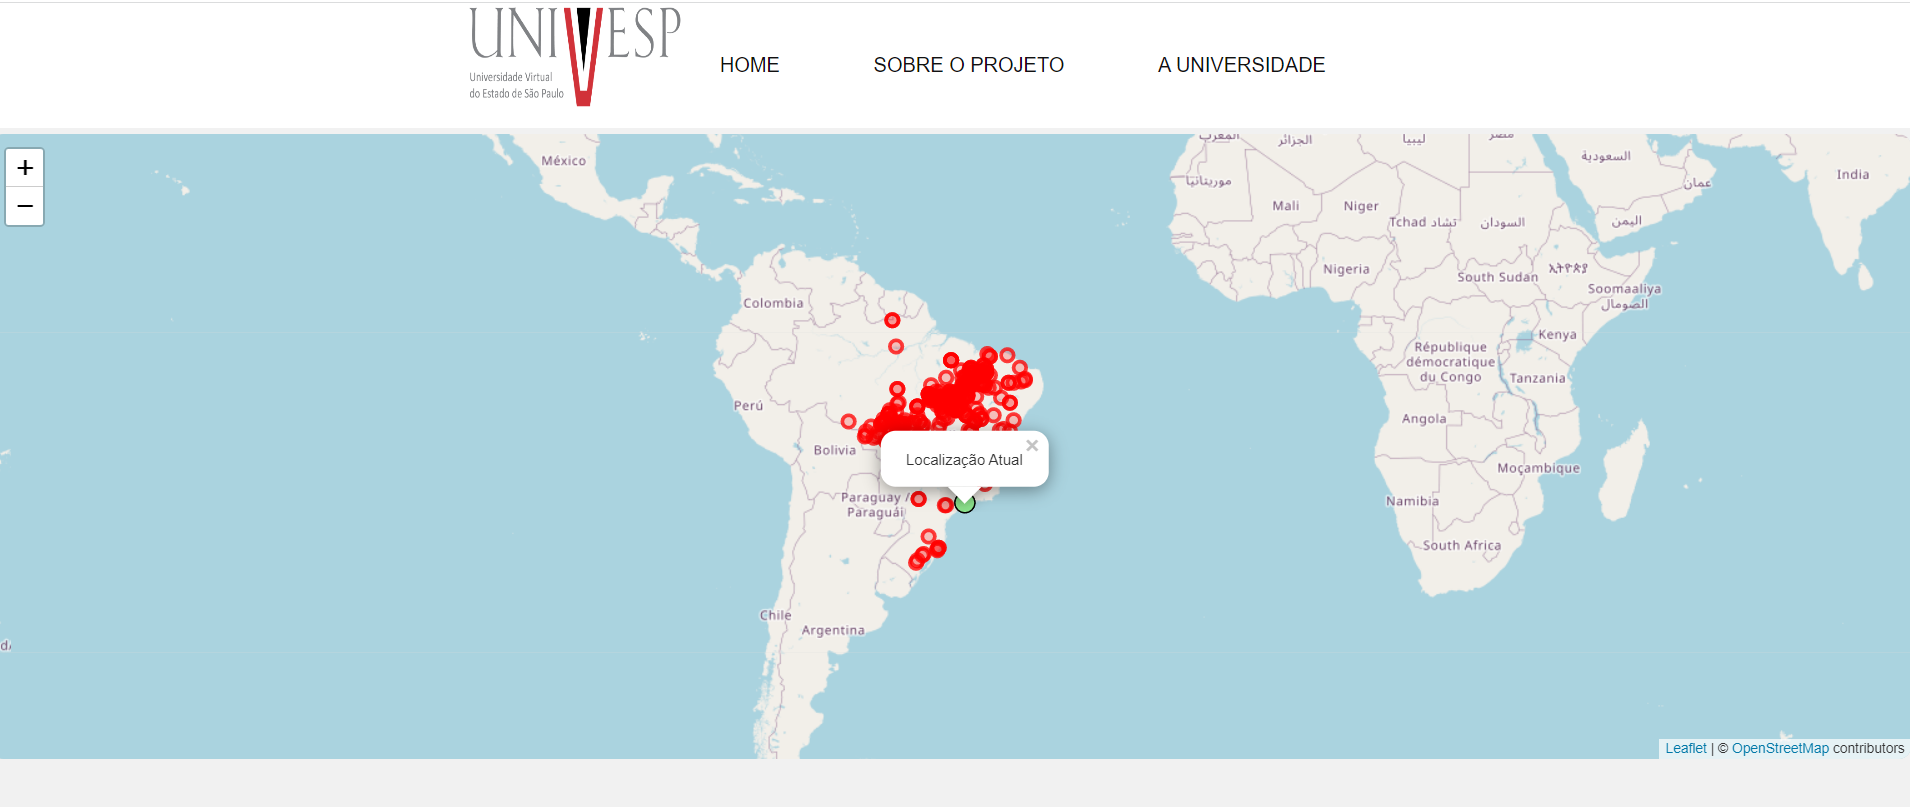 UNIVESP
Universidade Virtual
do Estado de São Paulo
HOME
SOBRE O PROJETO
A UNIVERSIDADE
+
−
México
المغرب
الجزائر
ليبيا
مصر
السعودية
India
موريتانيا
عمان
Mali
Niger
Tchad تشاد
السودان
اليمن
Nigeria
South Sudan
ኢትዮጵያ
Soomaaliya
الصومال
Colombia
Kenya
République
démocratique
du Congo
Tanzania
Perú
Angola
Bolivia
Localização Atual
×
Moçambique
Paraguay /
Paraguái
Namibia
South Africa
Chile
Argentina
Leaflet | © OpenStreetMap contributors